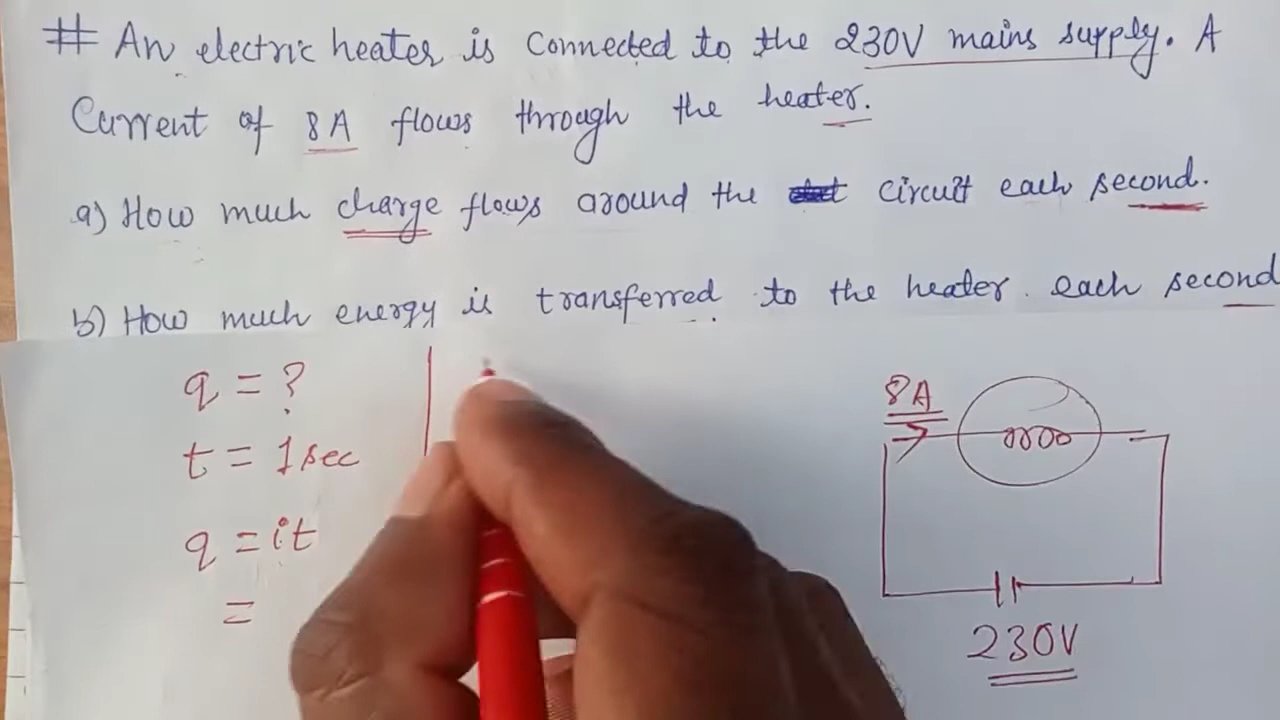 # An electric heater is connected to the 230V mains supply. A
Current of 8A flows through the heater.
a) How much charge flows around the circuit each second.
b) How much energy is transferred to the heater. each second
q = ?
t = 1 sec
q = it
=
8A
230V